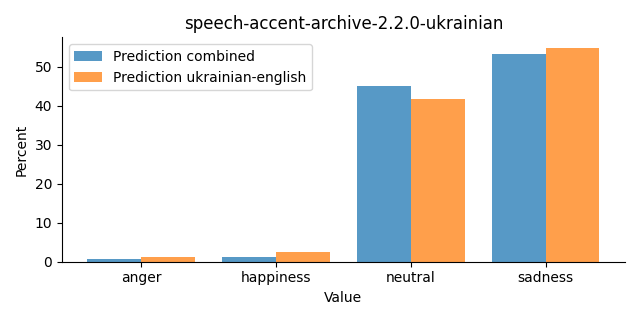 speech-accent-archive-2.2.0-ukrainian
Prediction combined
Prediction ukrainian-english
Percent
50
40
30
20
10
0
anger happiness neutral sadness
Value